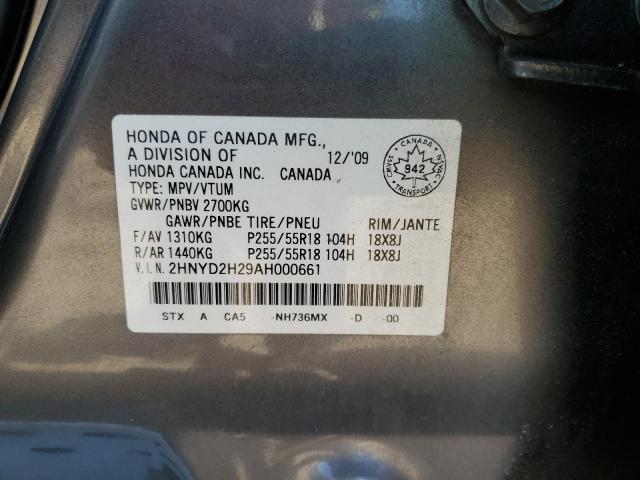 HONDA OF CANADA MFG.,
A DIVISION OF 12/'09
HONDA CANADA INC. CANADA
TYPE: MPV/VTUM
GVWR/PNBV 2700KG
GAWR/PNBE TIRE/PNEU RIM/JANTE
F/AV 1310KG P255/55R18 104H 18X8J
R/AR 1440KG P255/55R18 104H 18X8J
V.I.N. 2HNYD2H29AH000661
STX A CA5 -NH736MX -D -00
CANADA
CMVSS NSVAC
942
TRANSPORT